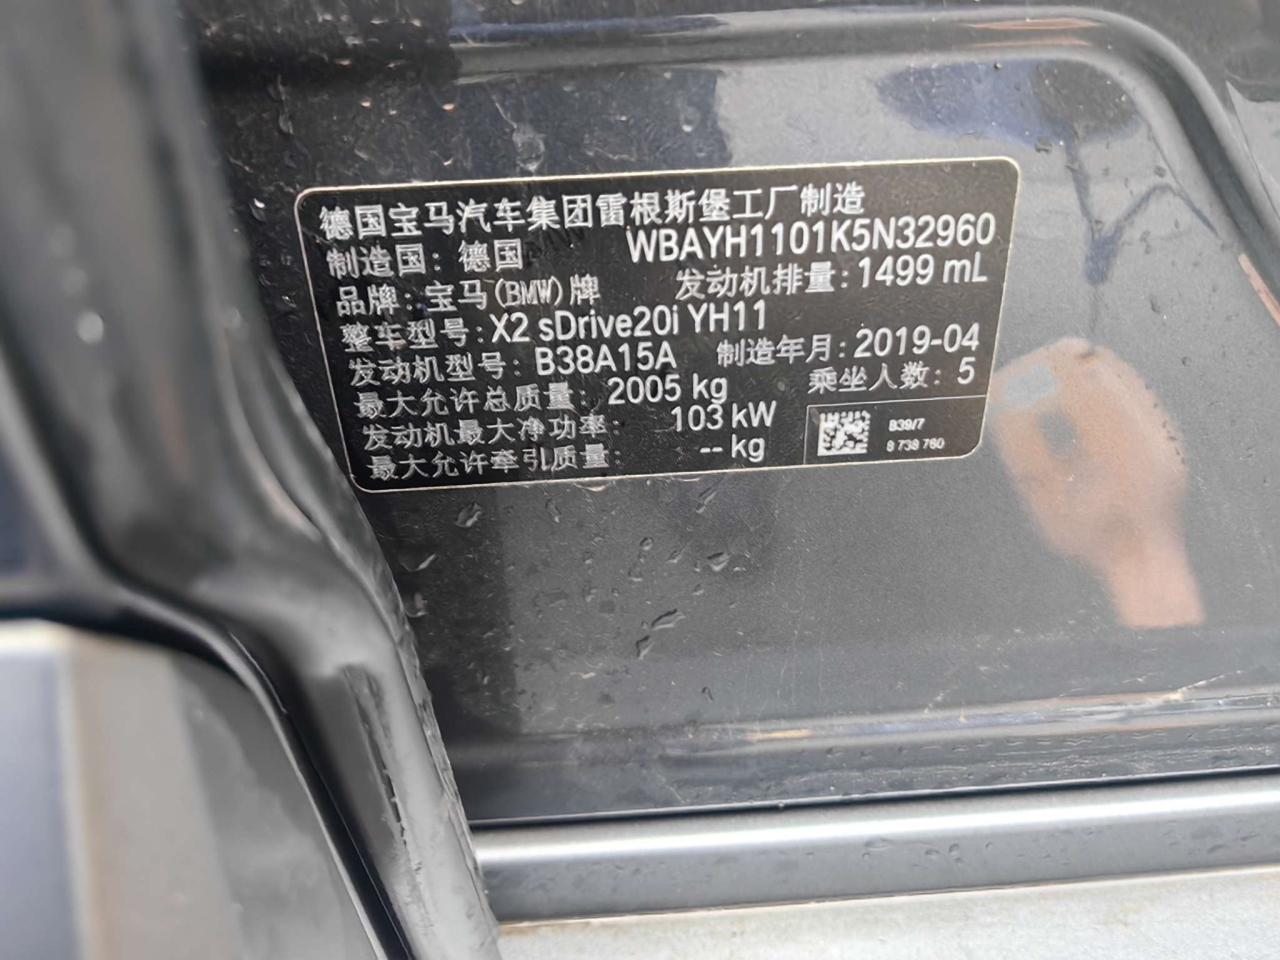 德国宝马汽车集团雷根斯堡工厂制造
制造国: 德国 WBAYH1101K5N32960
品牌: 宝马(BMW)牌 发动机排量: 1499 mL
整车型号: X2 sDrive20i YH11
发动机型号: B38A15A 制造年月: 2019-04
最大允许总质量: 2005 kg 乘坐人数: 5
发动机最大净功率: 103 kW
最大允许牵引质量: -- kg
B39/7
8 738 760